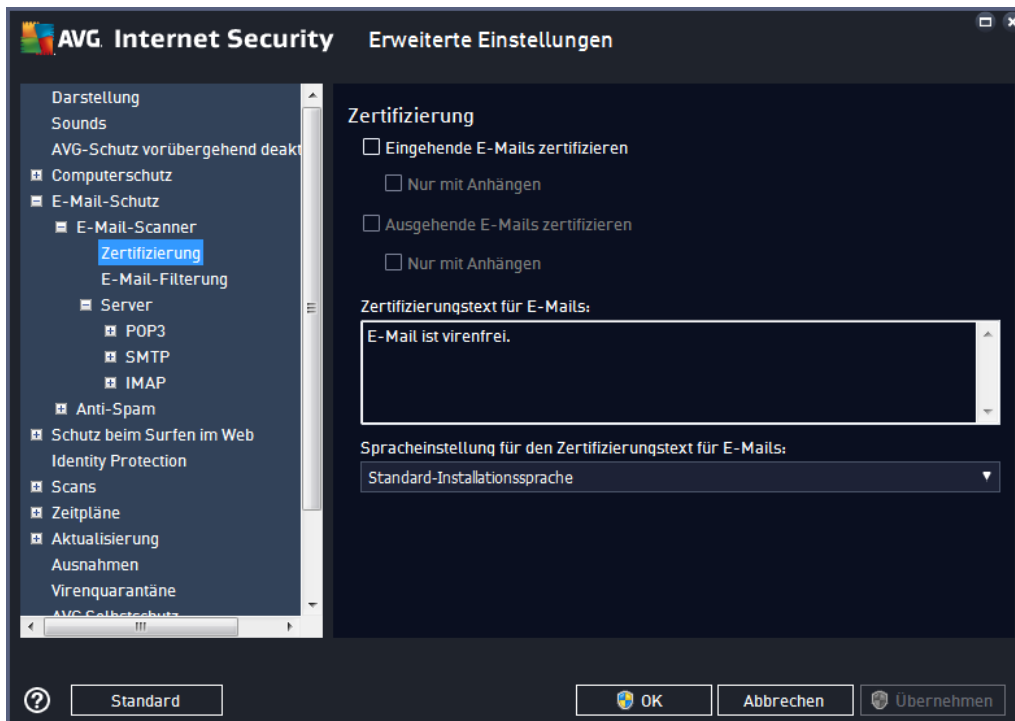 AVG Internet Security Erweiterte Einstellungen
Darstellung
Sounds
AVG-Schutz vorübergehend deakt
Computerschutz
E-Mail-Schutz
E-Mail-Scanner
Zertifizierung
E-Mail-Filterung
Server
POP3
SMTP
IMAP
Anti-Spam
Schutz beim Surfen im Web
Identity Protection
Scans
Zeitpläne
Aktualisierung
Ausnahmen
Virenquarantäne
AVG Selbstschutz
Zertifizierung
Eingehende E-Mails zertifizieren
Nur mit Anhängen
Ausgehende E-Mails zertifizieren
Nur mit Anhängen
Zertifizierungstext für E-Mails:
E-Mail ist virenfrei.
Spracheinstellung für den Zertifizierungstext für E-Mails:
Standard-Installationssprache
Standard
OK
Abbrechen
Übernehmen